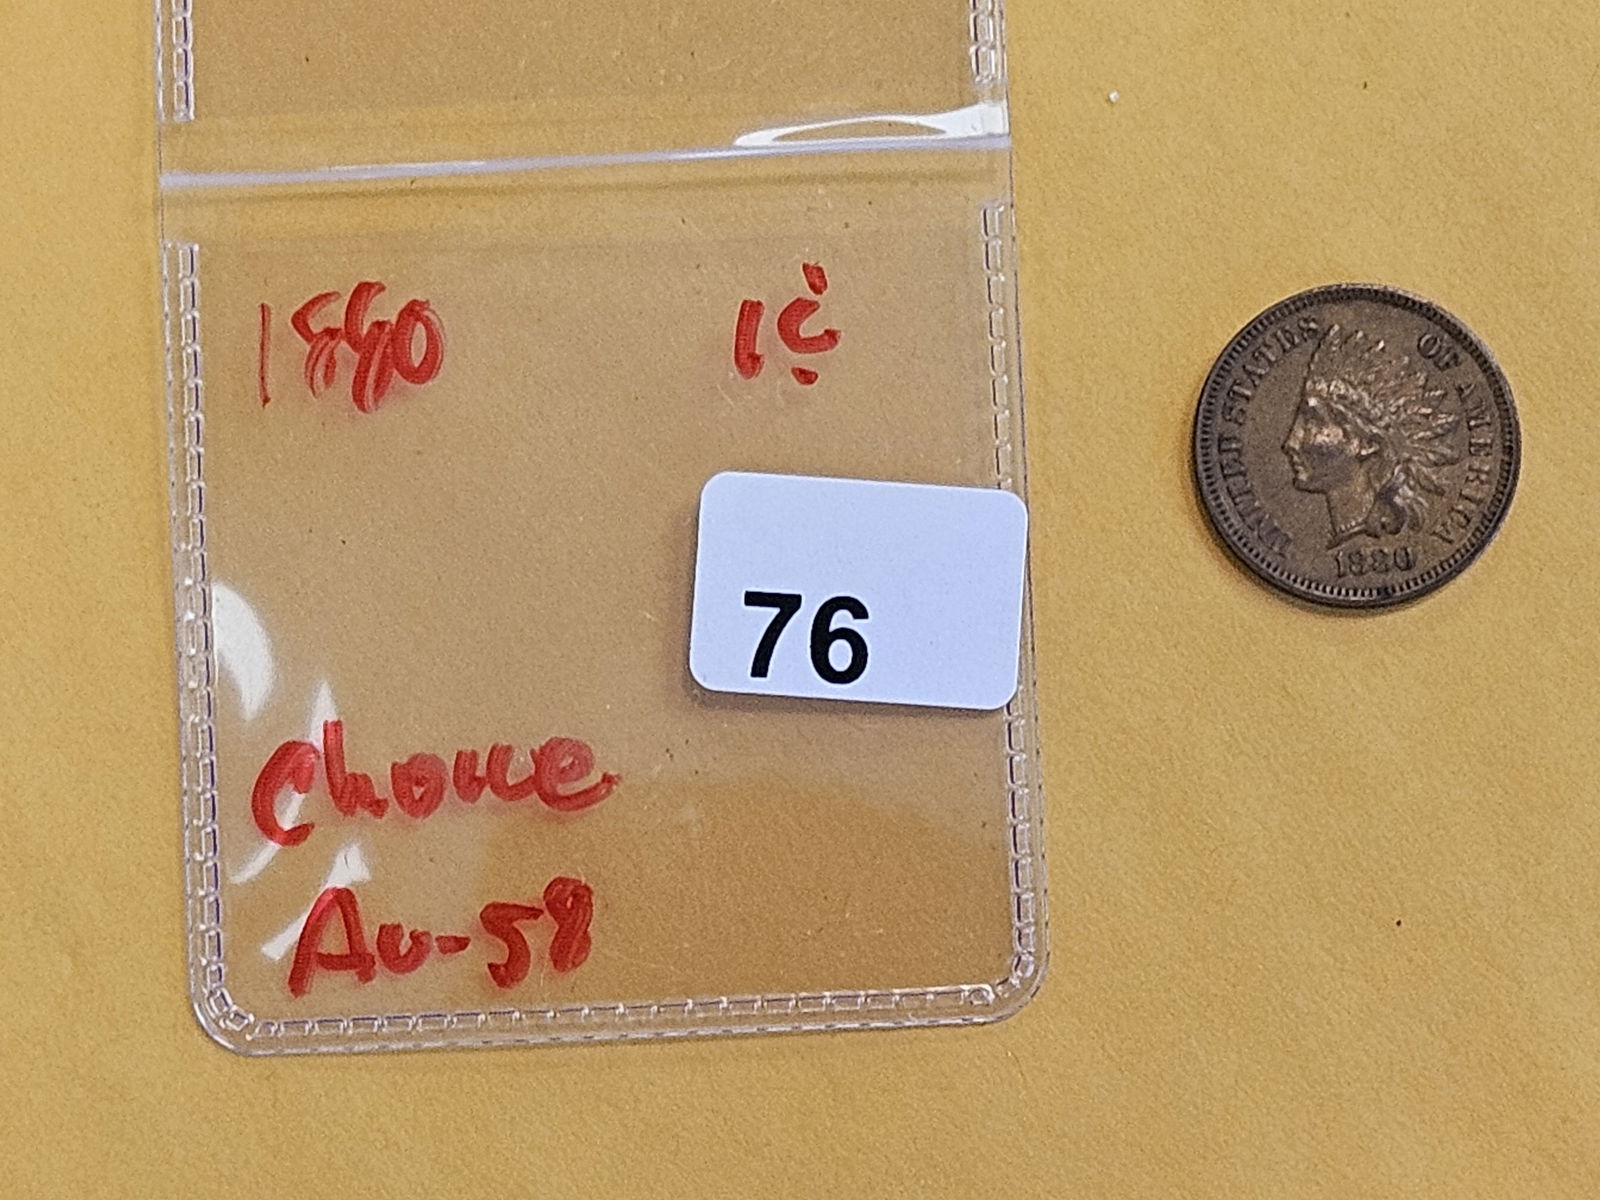 1880 1¢
76
Choice
AU-58
UNITED STATES OF AMERICA
1880